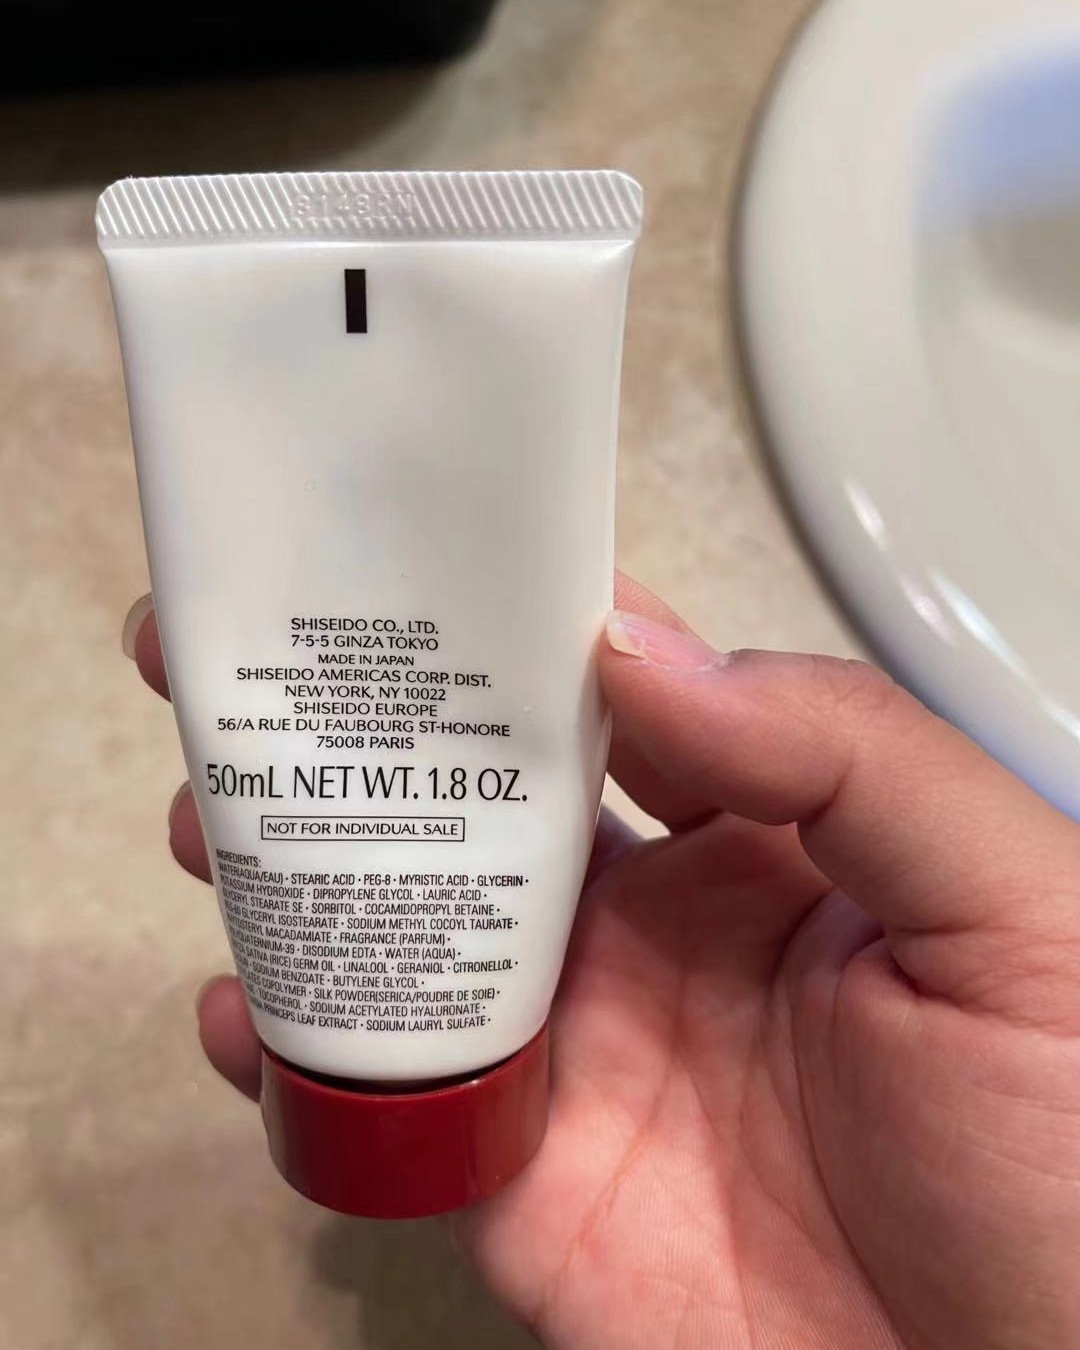 SHISEIDO CO., LTD.
7-5-5 GINZA TOKYO
MADE IN JAPAN
SHISEIDO AMERICAS CORP. DIST.
NEW YORK, NY 10022
SHISEIDO EUROPE
56/A RUE DU FAUBOURG ST-HONORE
75008 PARIS
50mL NET WT. 1.8 OZ.
NOT FOR INDIVIDUAL SALE
INGREDIENTS:
WATER(AQUA/EAU)・STEARIC ACID・PEG-8・MYRISTIC ACID・GLYCERIN・
POTASSIUM HYDROXIDE・DIPROPYLENE GLYCOL・LAURIC ACID・
GLYCERYL STEARATE SE・SORBITOL・COCAMIDOPROPYL BETAINE・
GLYCERYL ISOSTEARATE・SODIUM METHYL COCOYL TAURATE・
MACADAMIATE・FRAGRANCE (PARFUM)・
DISODIUM EDTA・WATER (AQUA)・
SATIVA (RICE) GERM OIL・LINALOOL・GERANIOL・CITRONELLOL・
SODIUM BENZOATE・BUTYLENE GLYCOL・
COPOLYMER・SILK POWDER(SERICA/POUDRE DE SOIE)・
TOCOPHEROL・SODIUM ACETYLATED HYALURONATE・
PRINCEPS LEAF EXTRACT・SODIUM LAURYL SULFATE・